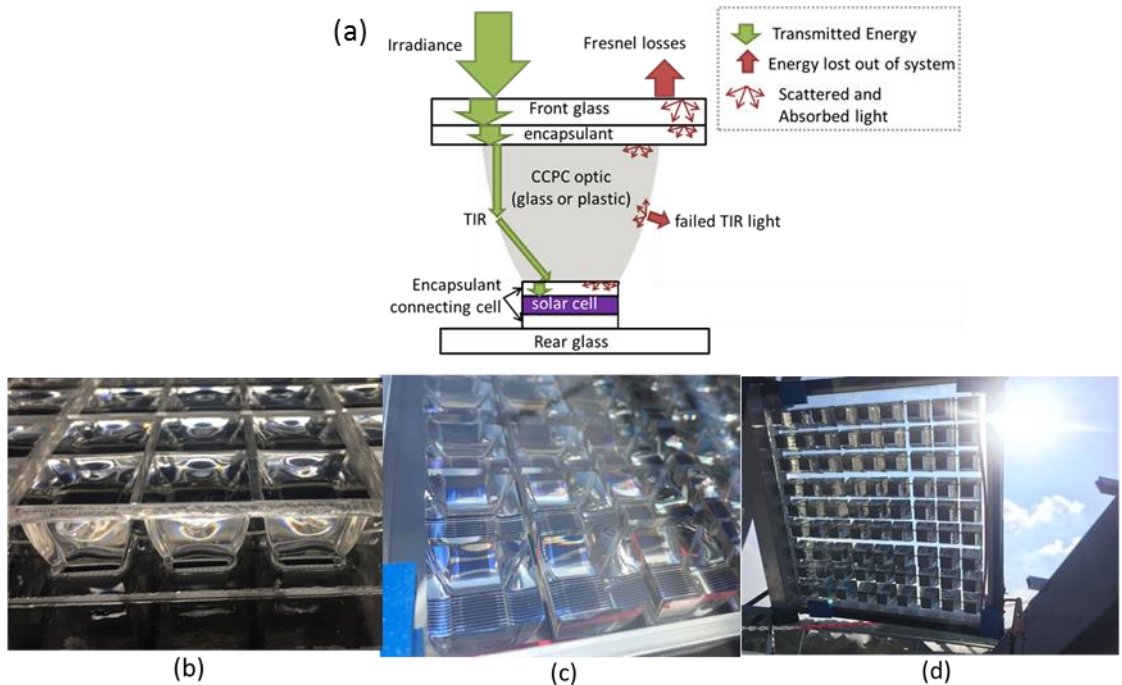 (a)
Irradiance
Fresnel losses
Transmitted Energy
Energy lost out of system
Scattered and
Absorbed light
Front glass
encapsulant
CCPC optic
(glass or plastic)
TIR
failed TIR light
Encapsulant
connecting cell
solar cell
Rear glass
(b)
(c)
(d)